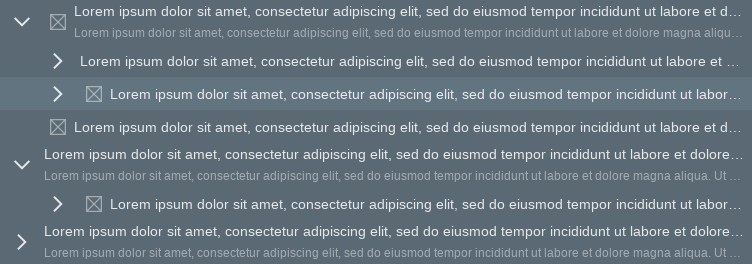 Lorem ipsum dolor sit amet, consectetur adipiscing elit, sed do eiusmod tempor incididunt ut labore et d…
Lorem ipsum dolor sit amet, consectetur adipiscing elit, sed do eiusmod tempor incididunt ut labore et dolore magna aliqu…
Lorem ipsum dolor sit amet, consectetur adipiscing elit, sed do eiusmod tempor incididunt ut labore et …
Lorem ipsum dolor sit amet, consectetur adipiscing elit, sed do eiusmod tempor incididunt ut labor…
Lorem ipsum dolor sit amet, consectetur adipiscing elit, sed do eiusmod tempor incididunt ut labore et d…
Lorem ipsum dolor sit amet, consectetur adipiscing elit, sed do eiusmod tempor incididunt ut labore et dolore…
Lorem ipsum dolor sit amet, consectetur adipiscing elit, sed do eiusmod tempor incididunt ut labore et dolore magna aliqua. Ut …
Lorem ipsum dolor sit amet, consectetur adipiscing elit, sed do eiusmod tempor incididunt ut labor…
Lorem ipsum dolor sit amet, consectetur adipiscing elit, sed do eiusmod tempor incididunt ut labore et dolore…
Lorem ipsum dolor sit amet, consectetur adipiscing elit, sed do eiusmod tempor incididunt ut labore et dolore magna aliqua. Ut …